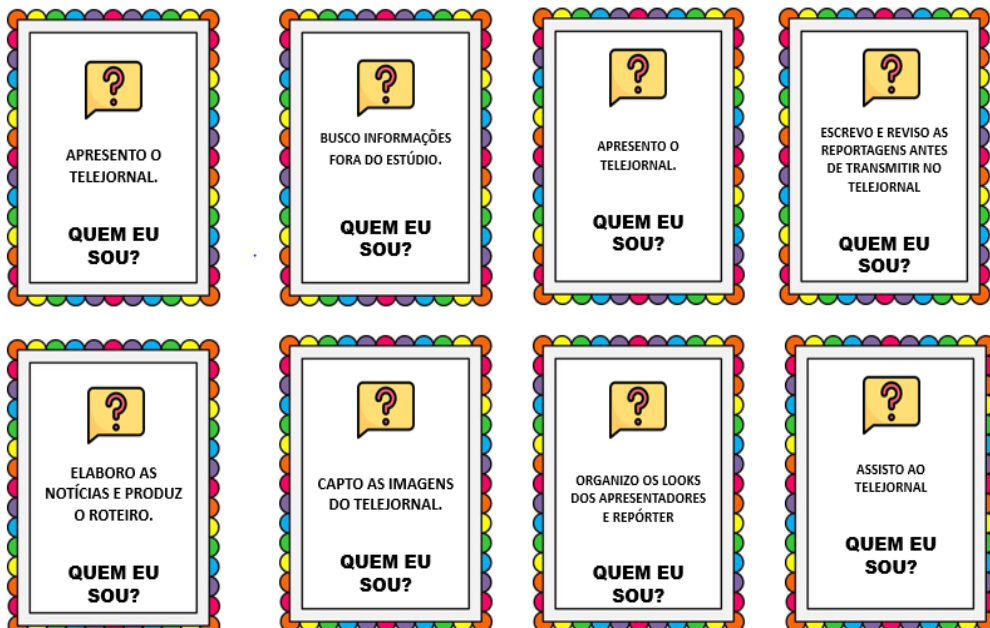 APRESENTO O
TELEJORNAL.
QUEM EU
SOU?
BUSCO INFORMAÇÕES
FORA DO ESTÚDIO.
QUEM EU
SOU?
APRESENTO O
TELEJORNAL.
QUEM EU
SOU?
ESCREVO E REVISO AS
REPORTAGENS ANTES
DE TRANSMITIR NO
TELEJORNAL
QUEM EU
SOU?
ELABORO AS
NOTÍCIAS E PRODUZ
O ROTEIRO.
QUEM EU
SOU?
CAPTO AS IMAGENS
DO TELEJORNAL.
QUEM EU
SOU?
ORGANIZO OS LOOKS
DOS APRESENTADORES
E REPÓRTER
QUEM EU
SOU?
ASSISTO AO
TELEJORNAL
QUEM EU
SOU?